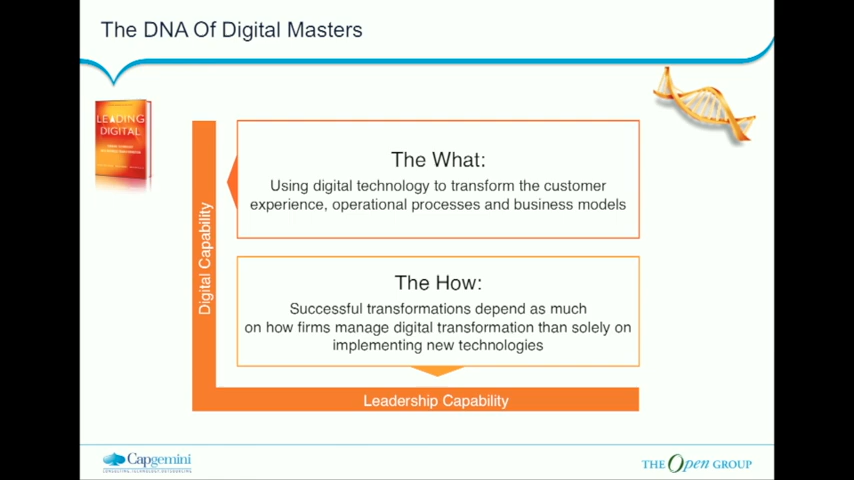 The DNA Of Digital Masters
LEADING
DIGITAL
The What:
Using digital technology to transform the customer
experience, operational processes and business models
Digital Capability
The How:
Successful transformations depend as much
on how firms manage digital transformation than solely on
implementing new technologies
Leadership Capability
Capgemini
CONSULTING.TECHNOLOGY.OUTSOURCING
THE Open GROUP